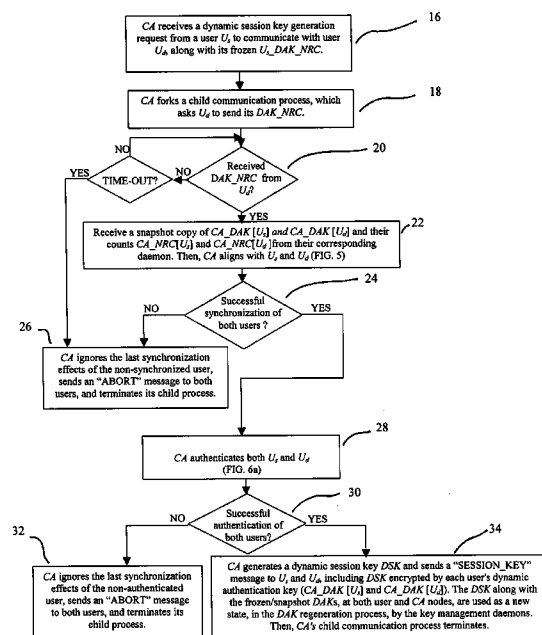 CA receives a dynamic session key generation
request from a user Us to communicate with user
Ud, along with its frozen Us_DAK_NRC.
16
CA forks a child communication process, which
asks Ud to send its DAK_NRC.
18
NO
YES
TIME-OUT?
NO
Received
DAK_NRC from
Ud?
20
YES
22
Receive a snapshot copy of CA_DAK [Us] and CA_DAK [Ud] and their
counts CA_NRC[Us] and CA_NRC[Ud ]from their corresponding
daemon. Then, CA aligns with Us and Ud (FIG. 5)
24
NO
Successful
synchronization of
both users ?
YES
26
CA ignores the last synchronization
effects of the non-synchronized user,
sends an “ABORT” message to both
users, and terminates its child process.
28
CA authenticates both Us and Ud
(FIG. 6a)
30
NO
Successful
authentication of
both users?
YES
32
34
CA ignores the last synchronization
effects of the non-authenticated
user, sends an “ABORT” message
to both users, and terminates its
child process.
CA generates a dynamic session key DSK and sends a “SESSION_KEY”
message to Us and Ud, including DSK encrypted by each user's dynamic
authentication key (CA_DAK [Us] and CA_DAK [Ud]). The DSK along
with the frozen/snapshot DAKs, at both user and CA nodes, are used as a new
state, in the DAK regeneration process, by the key management daemons.
Then, CA's child communication process terminates.